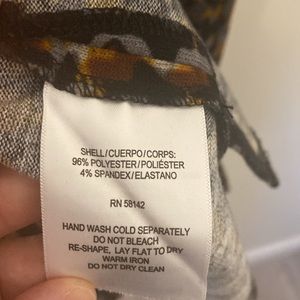 SHELL/CUERPO/CORPS:
96% POLYESTER/POLIÉSTER
4% SPANDEX/ELASTANO
RN 58142
HAND WASH COLD SEPARATELY
DO NOT BLEACH
RE-SHAPE, LAY FLAT TO DRY
WARM IRON
DO NOT DRY CLEAN